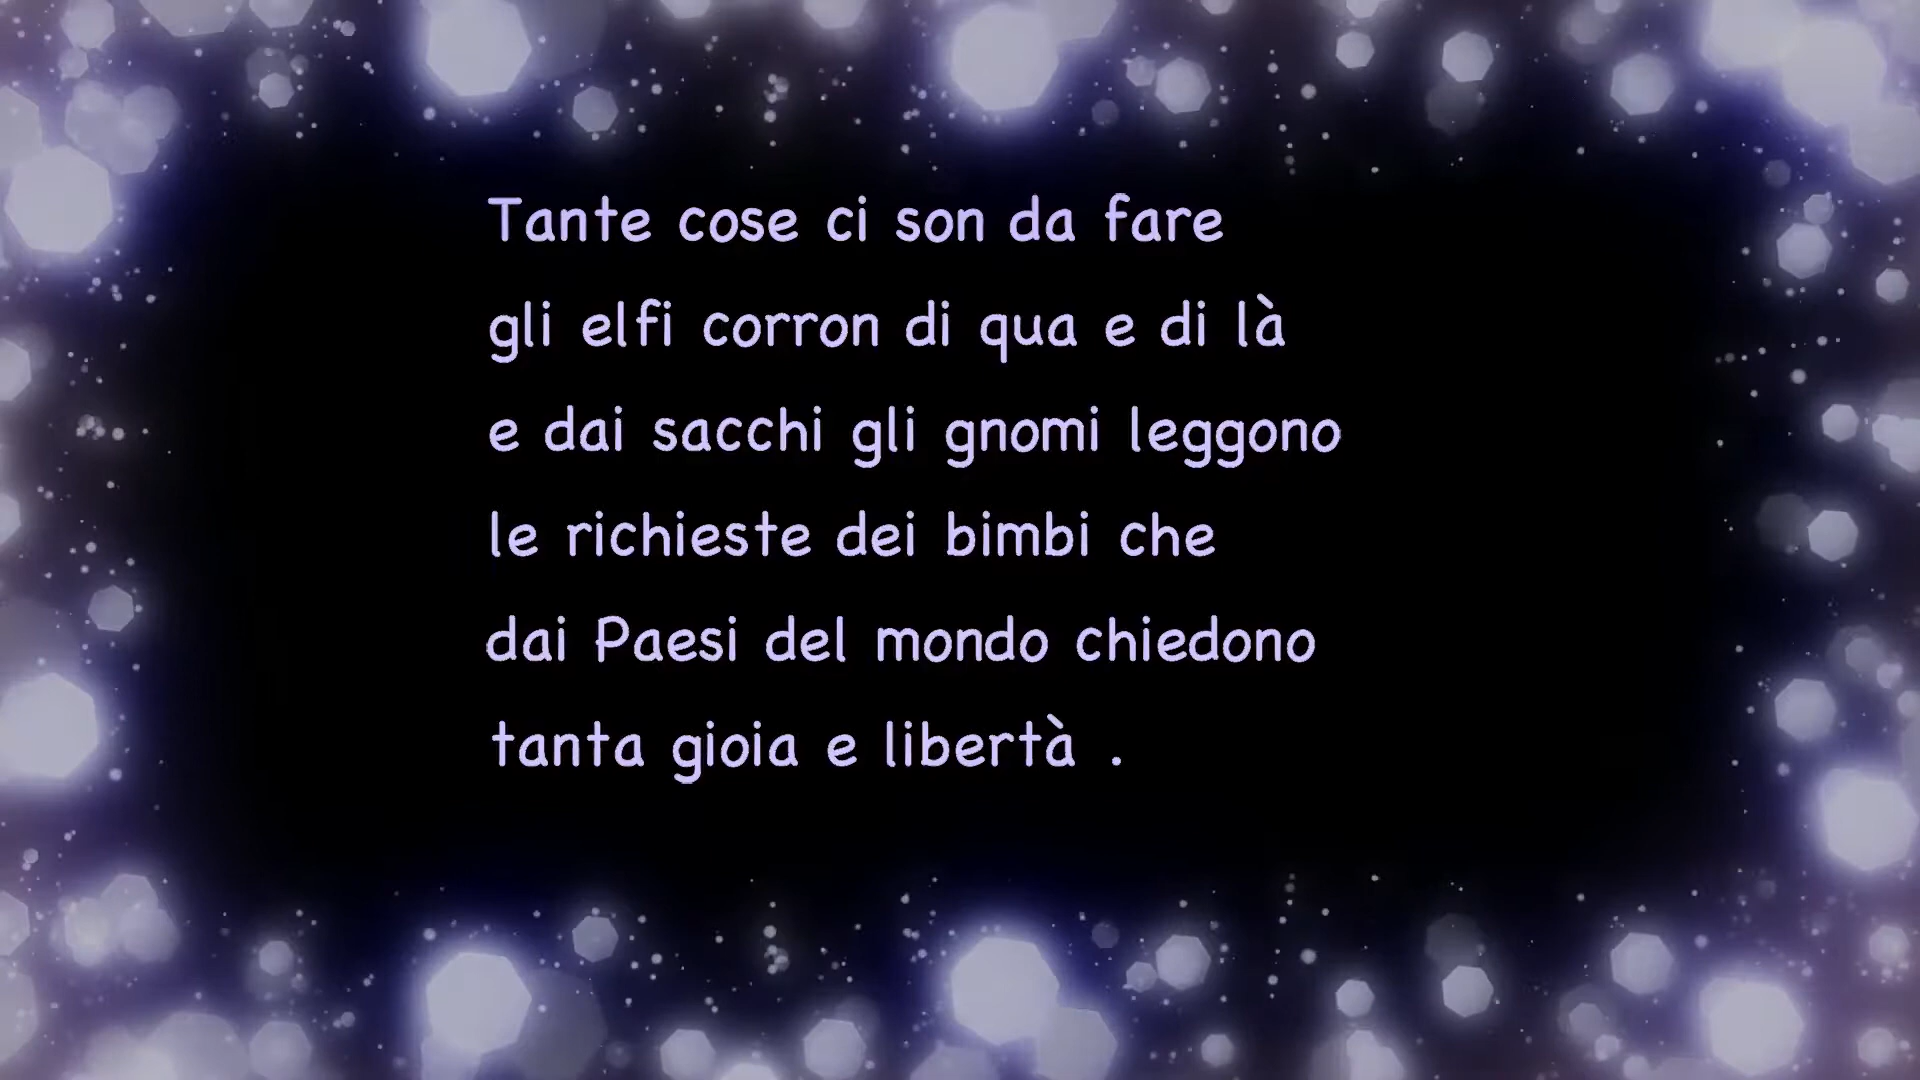 Tante cose ci son da fare
gli elfi corron di qua e di là
e dai sacchi gli gnomi leggono
le richieste dei bimbi che
dai Paesi del mondo chiedono
tanta gioia e libertà .